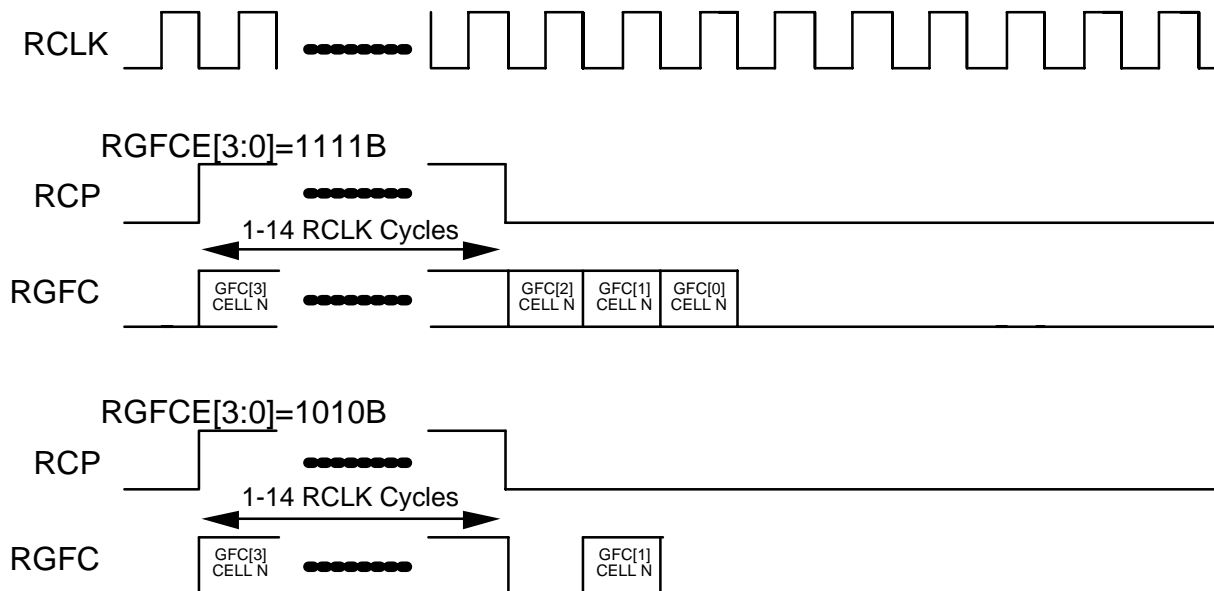 RCLK
RGFCE[3:0]=1111B
RCP
1-14 RCLK Cycles
RGFC
GFC[3]
CELL N
GFC[2]
CELL N
GFC[1]
CELL N
GFC[0]
CELL N
RGFCE[3:0]=1010B
RCP
1-14 RCLK Cycles
RGFC
GFC[3]
CELL N
GFC[1]
CELL N